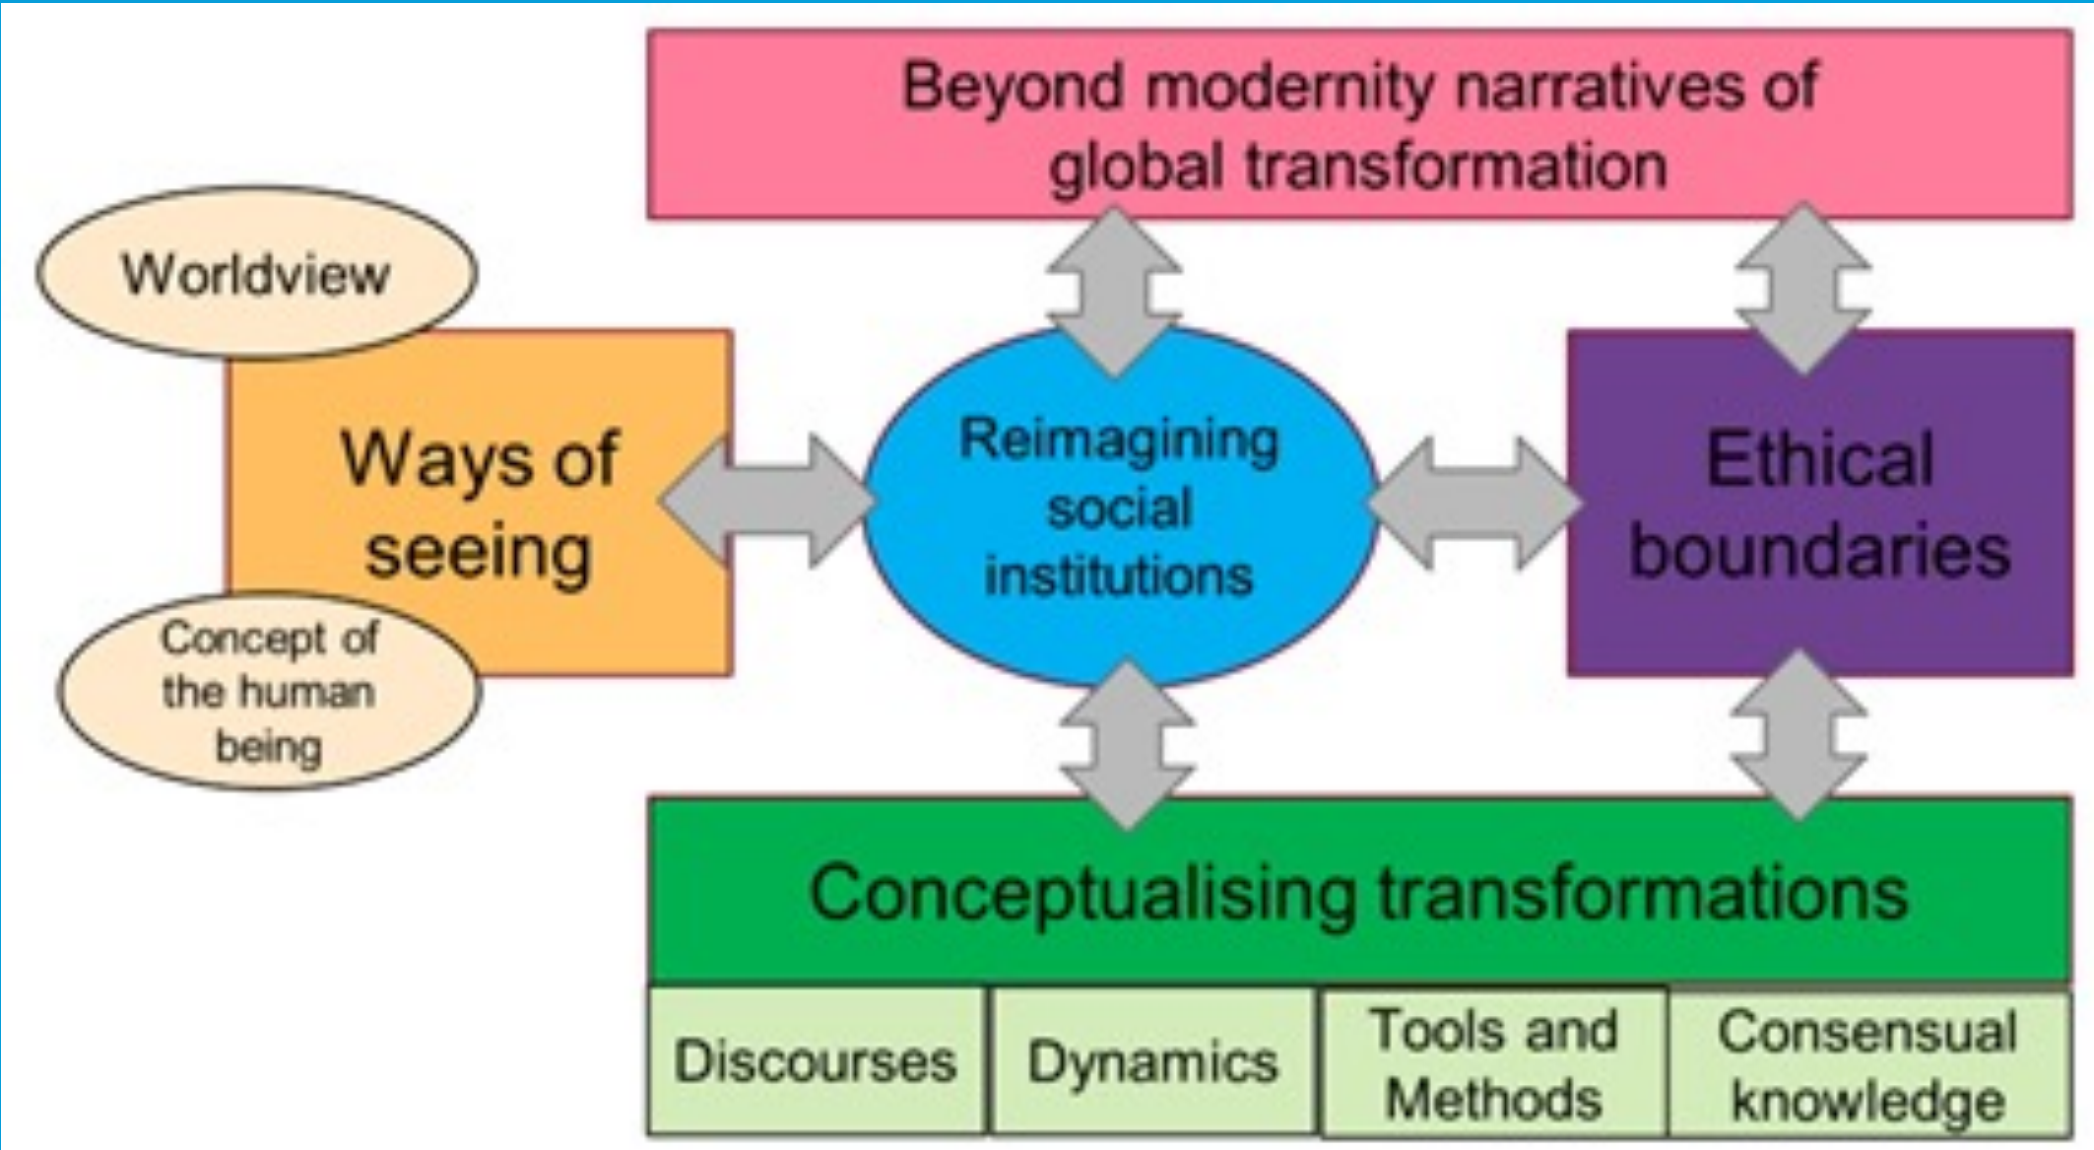 Beyond modernity narratives of
global transformation
Worldview
Ways of
seeing
Concept of
the human
being
Reimagining
social
institutions
Ethical
boundaries
Conceptualising transformations
Discourses
Dynamics
Tools and
Methods
Consensual
knowledge